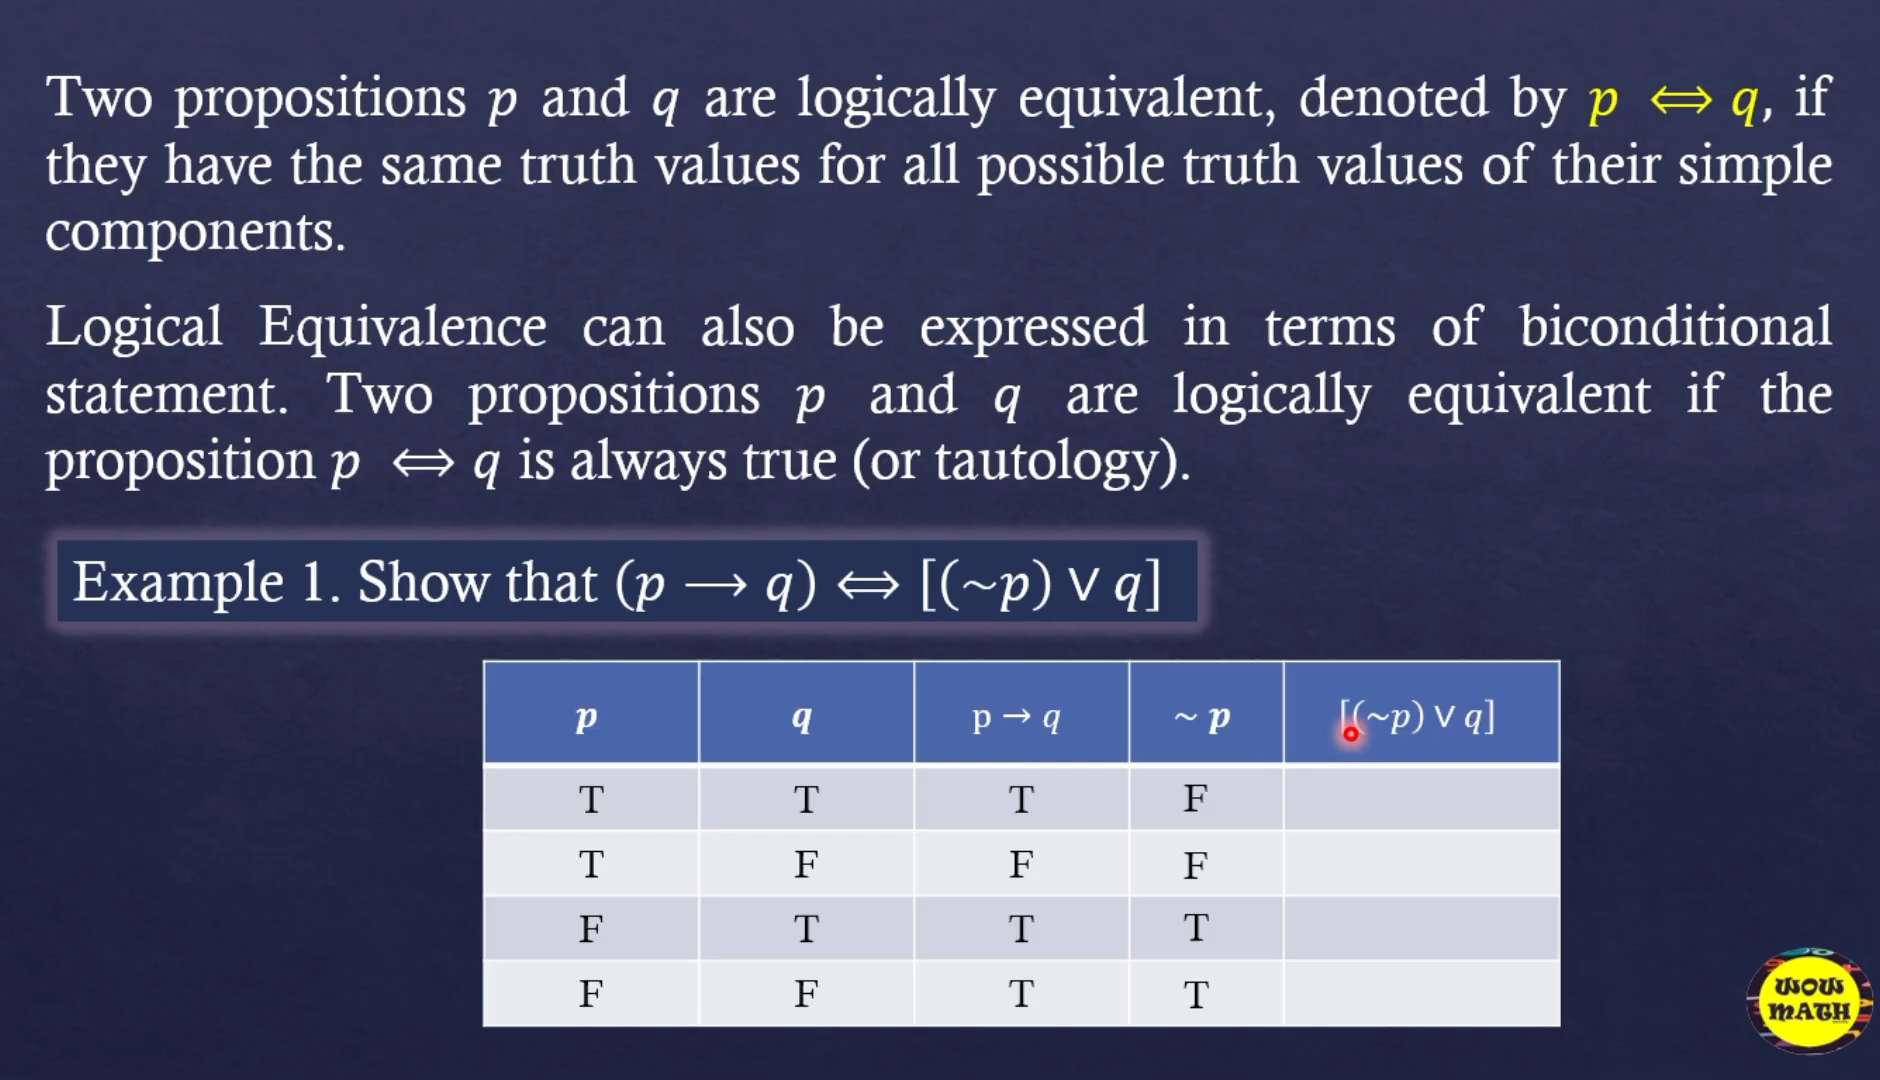 Two propositions p and q are logically equivalent, denoted by p ⟺ q, if
they have the same truth values for all possible truth values of their simple
components.
Logical Equivalence can also be expressed in terms of biconditional
statement. Two propositions p and q are logically equivalent if the
proposition p ⟺ q is always true (or tautology).
Example 1. Show that (p ⟶ q) ⟺ [(~p) ∨ q]
p q p → q ~ p [(~p) ∨ q]
T T T F
T F F F
F T T T
F F T T
WOW
MATH